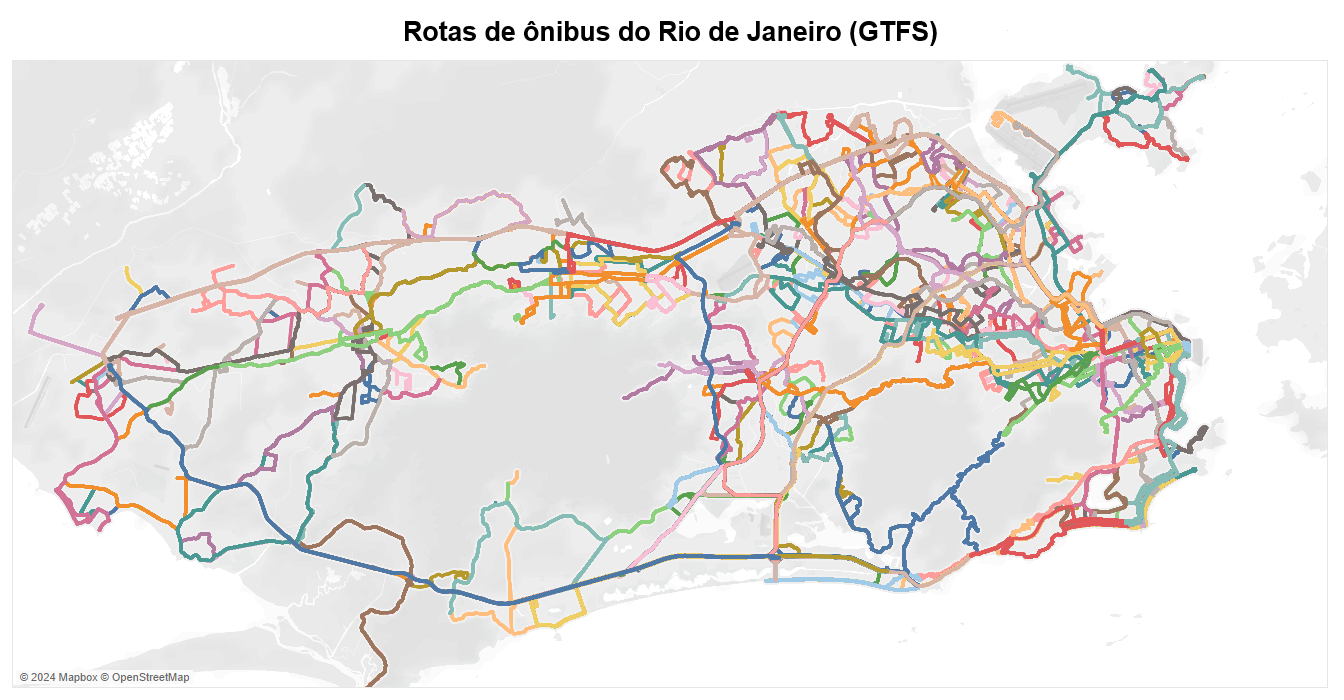 Rotas de ônibus do Rio de Janeiro (GTFS)
© 2024 Mapbox © OpenStreetMap